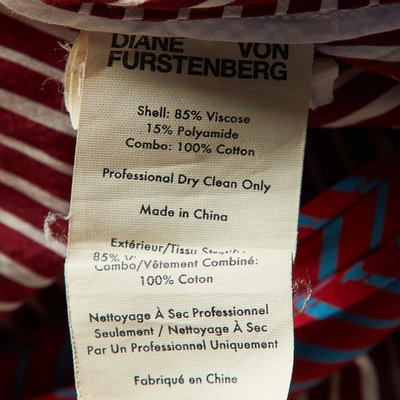 DIANE VON
FURSTENBERG
Shell: 85% Viscose
15% Polyamide
Combo: 100% Cotton
Professional Dry Clean Only
Made in China
Extérieur/Tissu
85%
Combo/Vêtement Combiné:
100% Coton
Nettoyage À Sec Professionnel
Seulement / Nettoyage À Sec
Par Un Professionnel Uniquement
Fabriqué en Chine